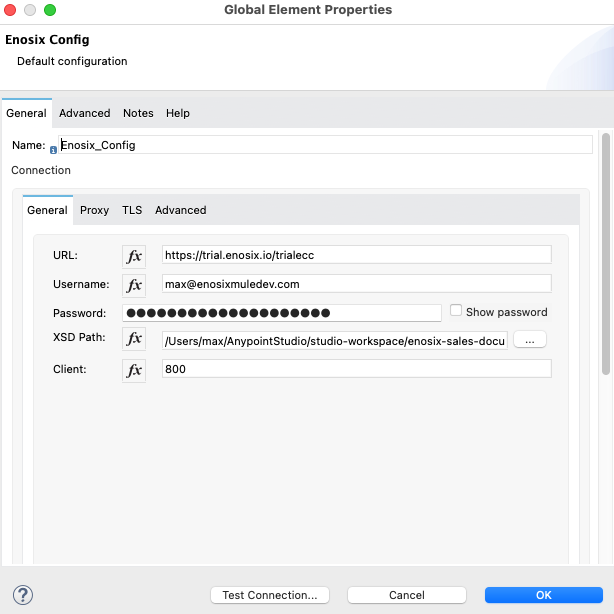 Global Element Properties
Enosix Config
Default configuration
General Advanced Notes Help
Name: Enosix_Config
Connection
General Proxy TLS Advanced
URL: fx https://trial.enosix.io/trialecc
Username: fx max@enosixmuledev.com
Password: ●●●●●●●●●●●●●●●●●●●● Show password
XSD Path: fx /Users/max/AnypointStudio/studio-workspace/enosix-sales-docu ...
Client: fx 800
? Test Connection... Cancel OK